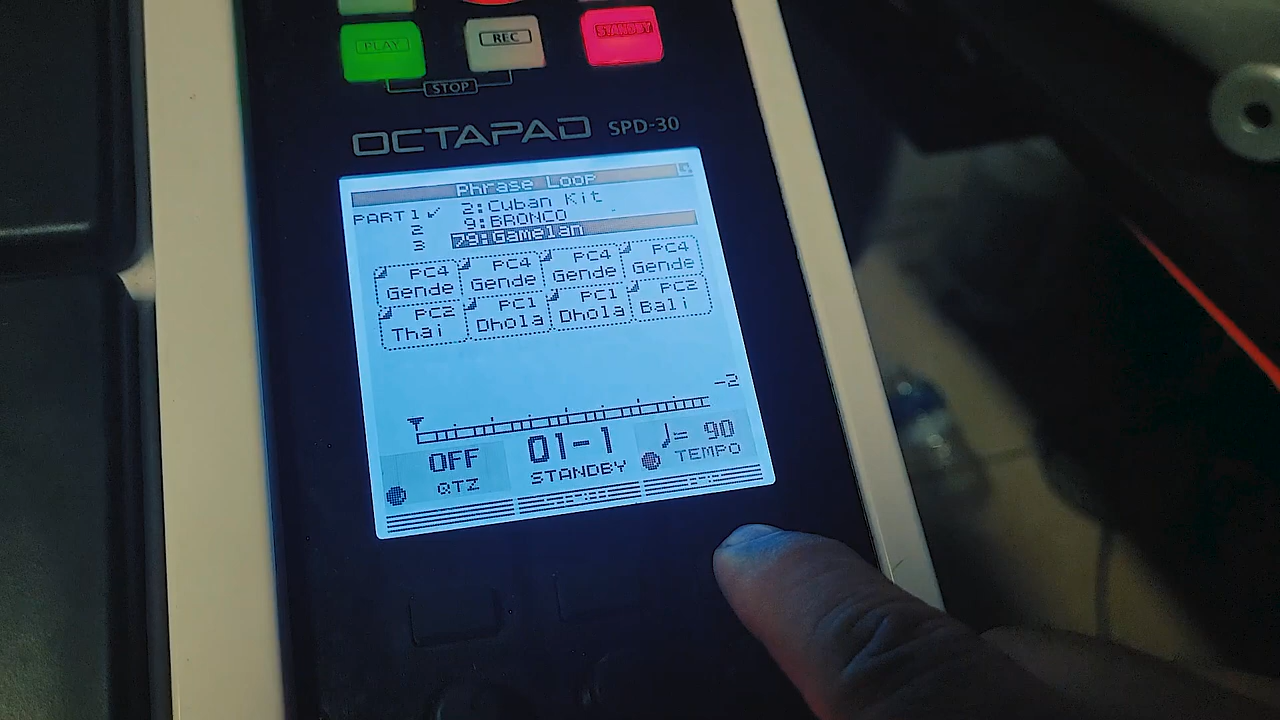 PLAY
REC
STANDBY
STOP
OCTAPAD SPD-30
Phrase Loop
PART1✓ 2:Cuban Kit
2 9:BRONCO
3 79:Gamelan
PC4 PC4 PC4 PC4
Gende Gende Gende Gende
PC2 PC1 PC1 PC2
Thai Dhola Dhola Bali
-2
OFF 01-1 ♩= 90
QTZ STANDBY TEMPO